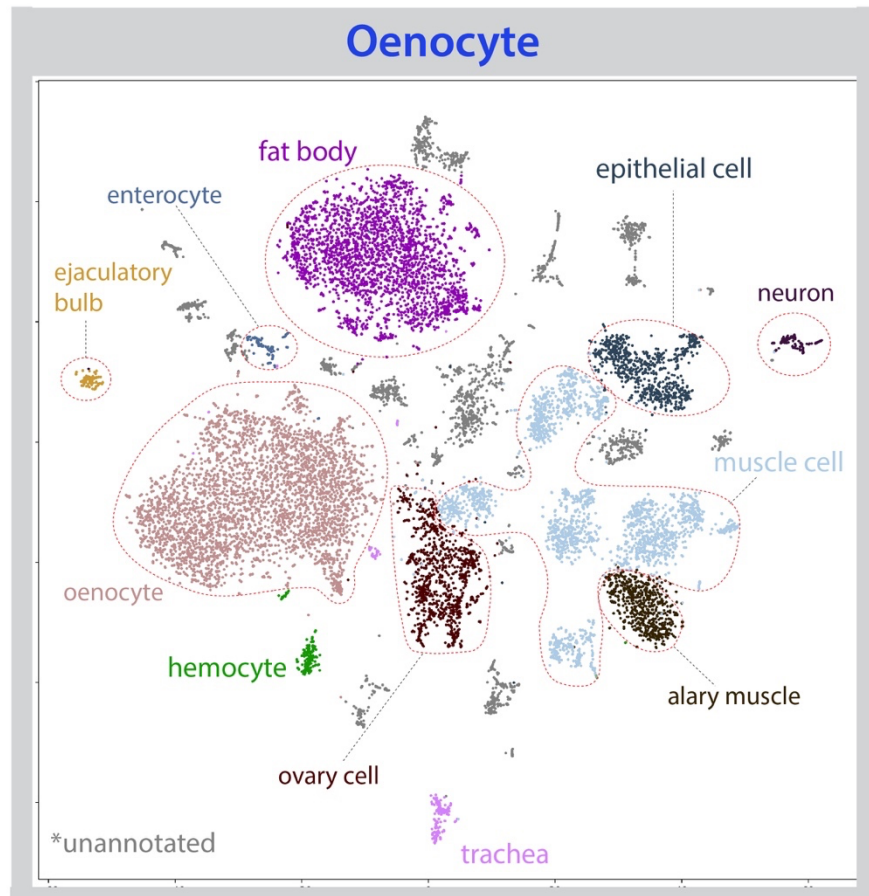 Oenocyte
fat body
epithelial cell
enterocyte
ejaculatory
bulb
neuron
muscle cell
oenocyte
hemocyte
alary muscle
ovary cell
*unannotated
trachea